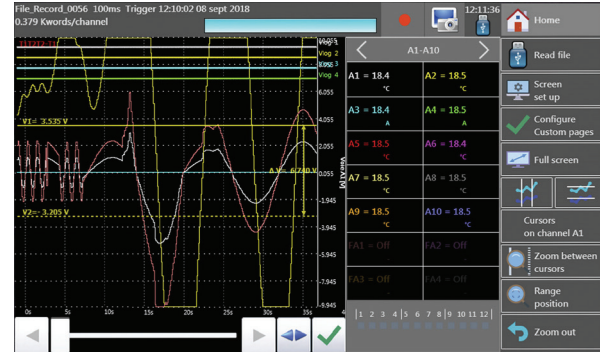 File_Record_0056 100ms Trigger 12:10:02 08 sept 2018
0.379 Kwords/channel
12:11:36
Home
Read file
Screen
set up
Configure
Custom pages
Full screen
Cursors
on channel A1
Zoom between
cursors
Range
position
Zoom out
A1-A10
A1 = 18.4 °C
A2 = 18.5 °C
A3 = 18.4 A
A4 = 18.5 A
A5 = 18.5 °C
A6 = 18.4 °C
A7 = 18.5 °C
A8 = 18.5 °C
A9 = 18.5 °C
A10 = 18.5 °C
FA1 = Off
FA2 = Off
FA3 = Off
FA4 = Off
1 2 3 4 5 6 7 8 9 10 11 12
10.055
Vlog 3
Vlog 4
6.055
4.055
2.055
0.055
-1.945
-3.945
-5.945
-7.945
-9.945
V1= 3.535 V
Δ V= 6.740 V
V2=- 3.205 V
0s 5s 10s 15s 20s 25s 30s 35s 4